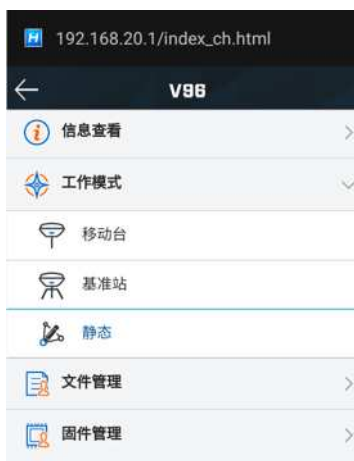 192.168.20.1/index_ch.html
V96
信息查看
工作模式
移动台
基准站
静态
文件管理
固件管理